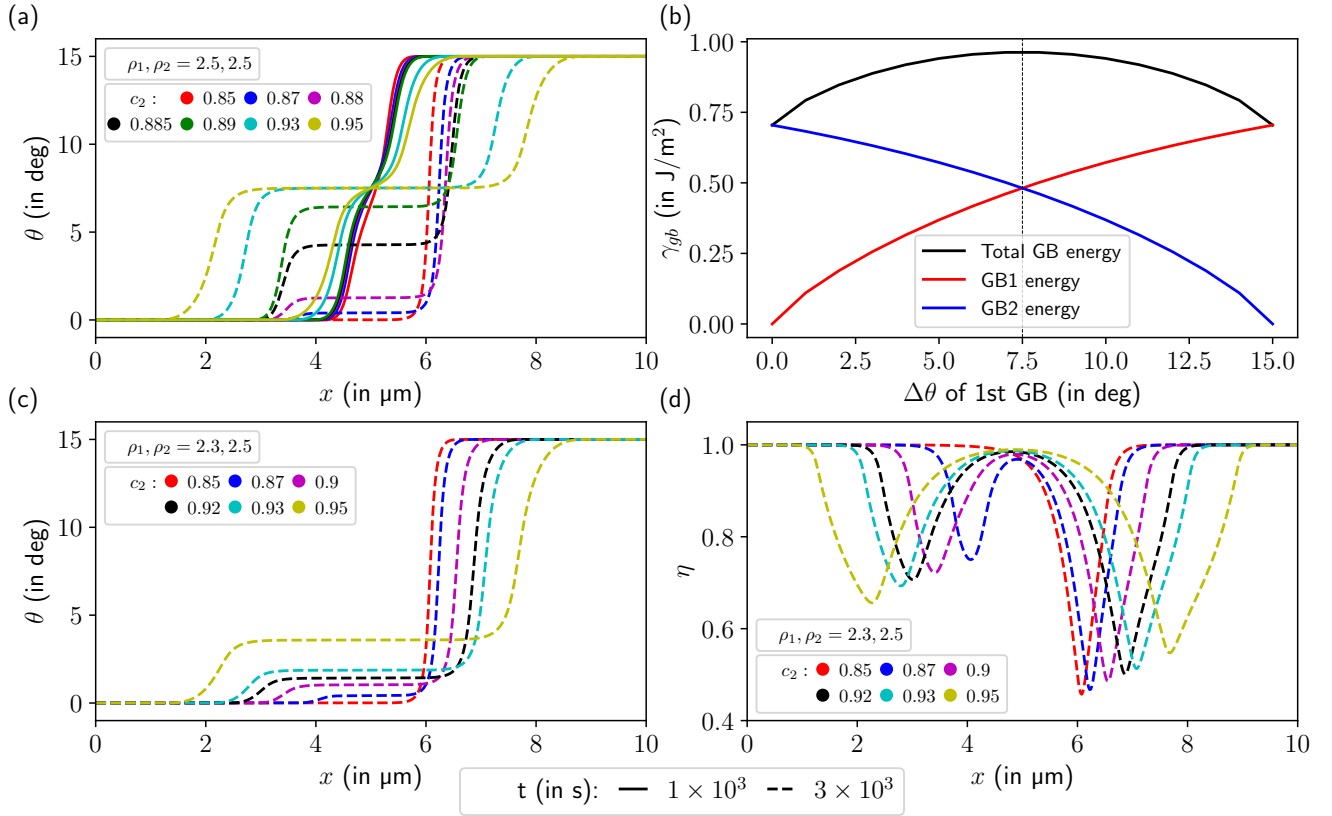 (a)
ρ₁, ρ₂ = 2.5, 2.5
c₂ : 0.85 0.87 0.88
0.885 0.89 0.93 0.95
15
10
5
0
θ (in deg)
0 2 4 6 8 10
x (in µm)
(b)
1.00
0.75
0.50
0.25
0.00
γgb (in J/m²)
Total GB energy
GB1 energy
GB2 energy
0.0 2.5 5.0 7.5 10.0 12.5 15.0
Δθ of 1st GB (in deg)
(c)
ρ₁, ρ₂ = 2.3, 2.5
c₂ : 0.85 0.87 0.9
0.92 0.93 0.95
15
10
5
0
θ (in deg)
0 2 4 6 8 10
x (in µm)
(d)
1.0
0.8
0.6
0.4
η
ρ₁, ρ₂ = 2.3, 2.5
c₂ : 0.85 0.87 0.9
0.92 0.93 0.95
0 2 4 6 8 10
x (in µm)
t (in s): 1 × 10³ 3 × 10³